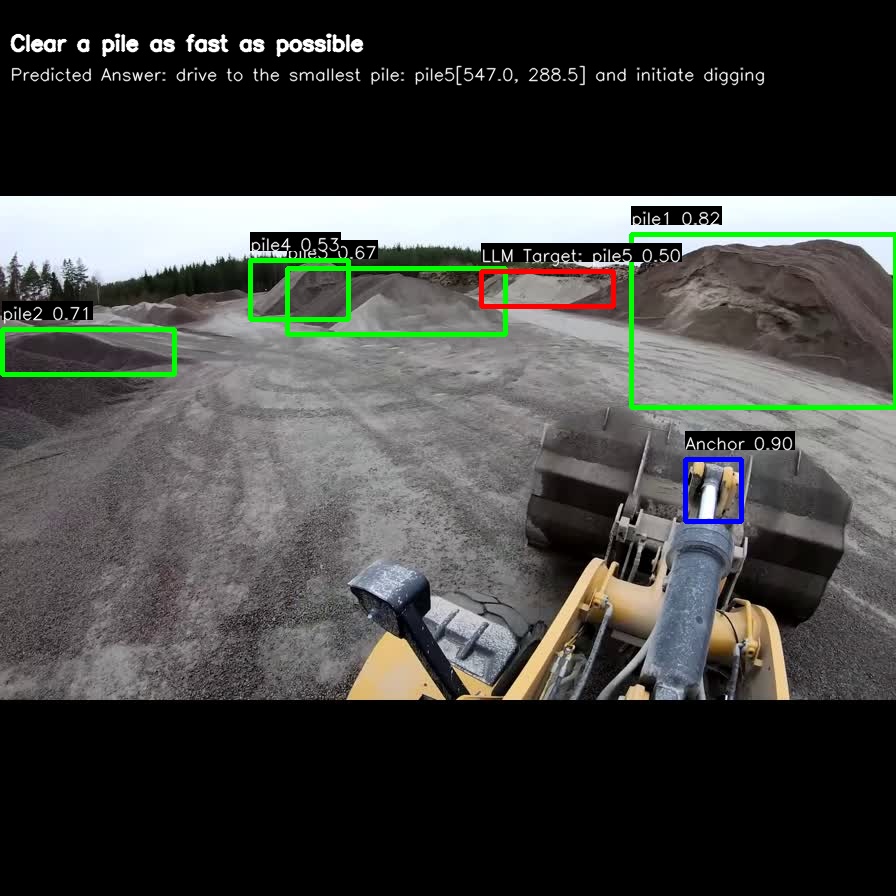 Clear a pile as fast as possible
Predicted Answer: drive to the smallest pile: pile5[547.0, 288.5] and initiate digging
pile1 0.82
pile4 0.53
pile3 0.67
LLM Target: pile5 0.50
pile2 0.71
Anchor 0.90